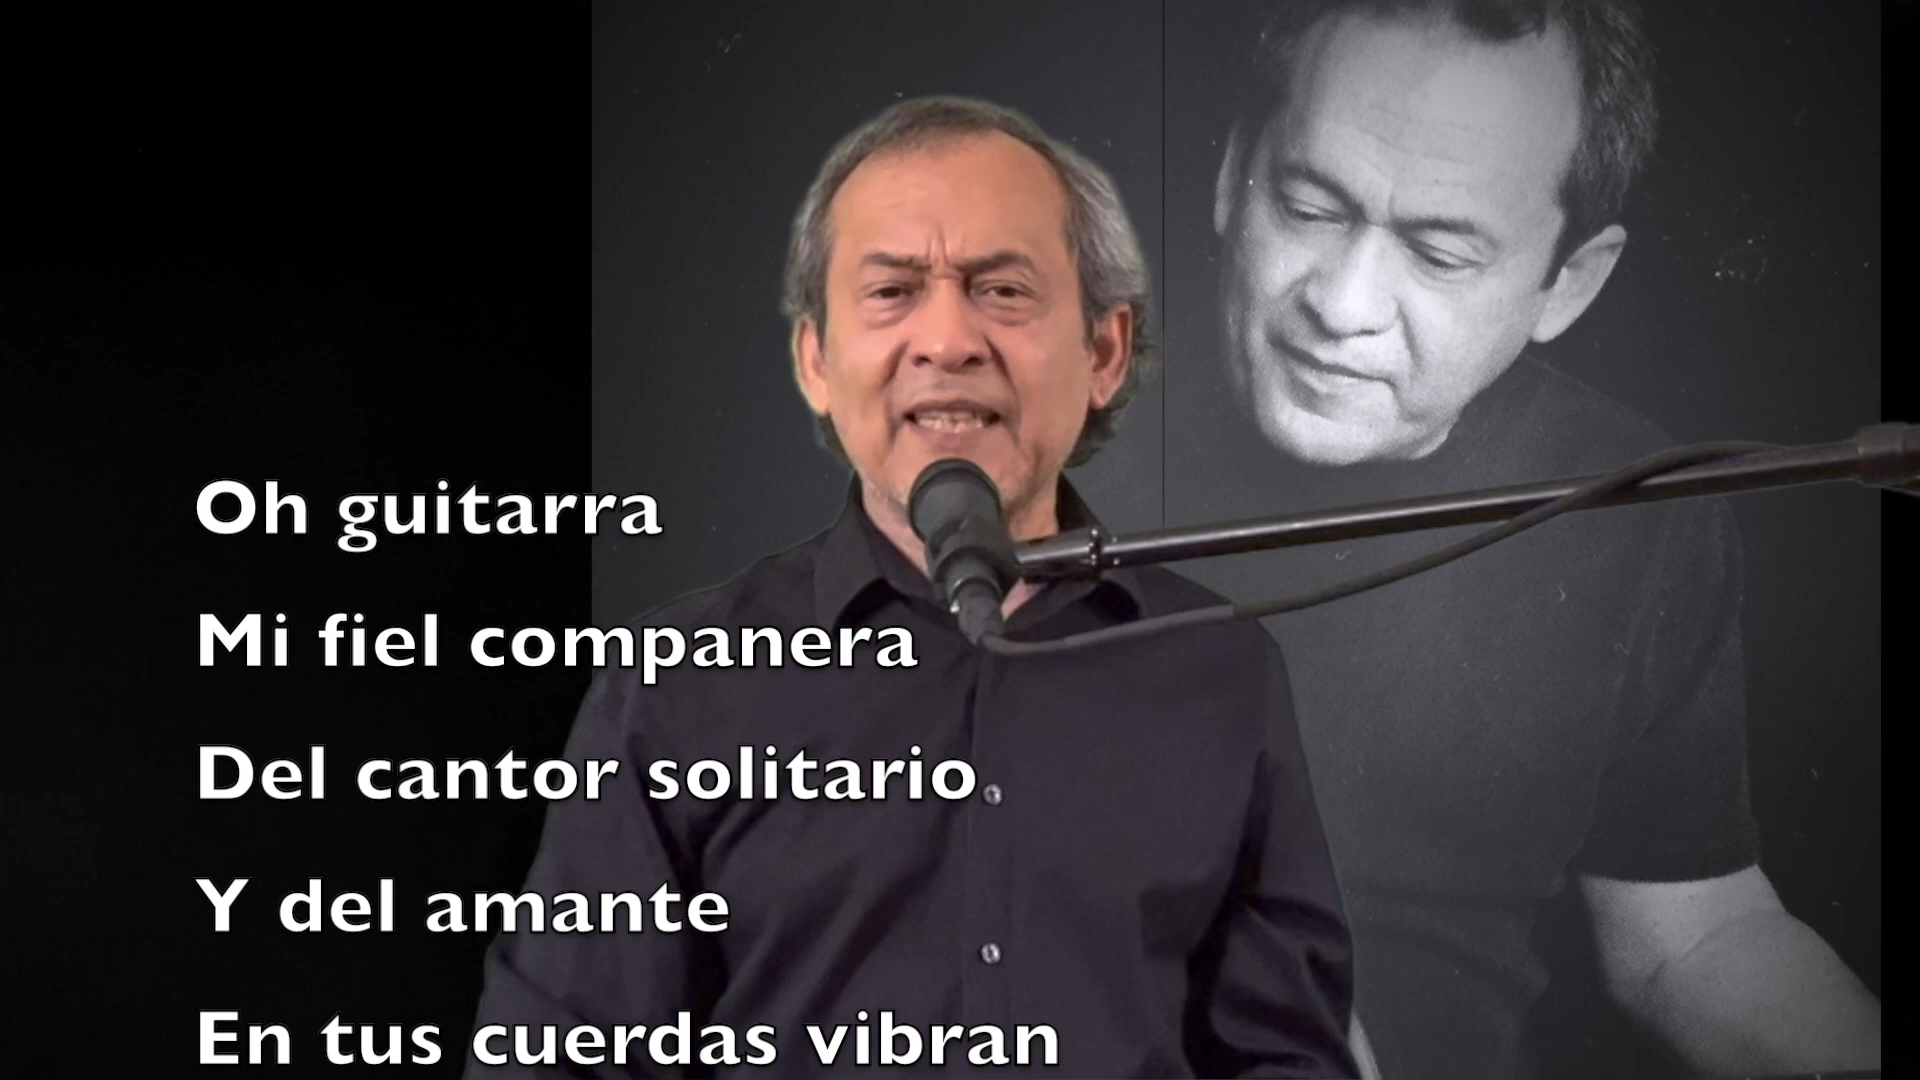 Oh guitarra
Mi fiel companera
Del cantor solitario
Y del amante
En tus cuerdas vibran